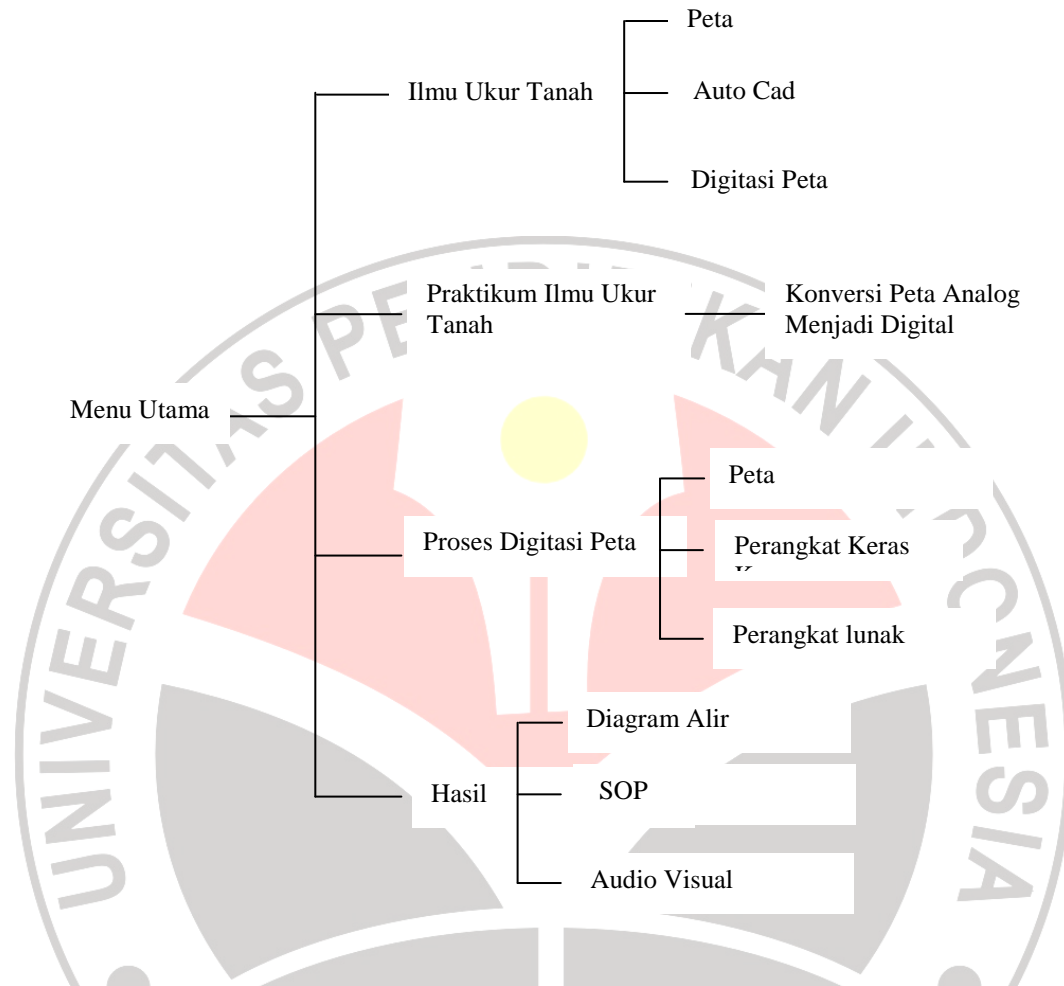 Peta
Ilmu Ukur Tanah
Auto Cad
Digitasi Peta
Praktikum Ilmu Ukur
Tanah
Konversi Peta Analog
Menjadi Digital
Menu Utama
Peta
Proses Digitasi Peta
Perangkat Keras
Perangkat lunak
Diagram Alir
Hasil
SOP
Audio Visual
UNIVERSITAS